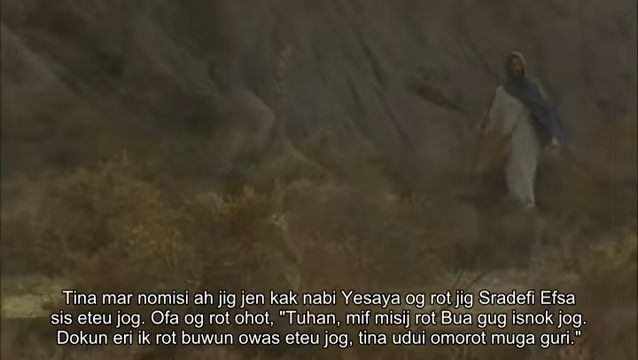 Tina mar nomisi ah jig jen kak nabi Yesaya og rot jig Sradefi Efsa
sis eteu jog. Ofa og rot ohot, "Tuhan, mif misij rot Bua gug isnok jog.
Dokun eri ik rot buwun owas eteu jog, tina udui omorot muga guri."